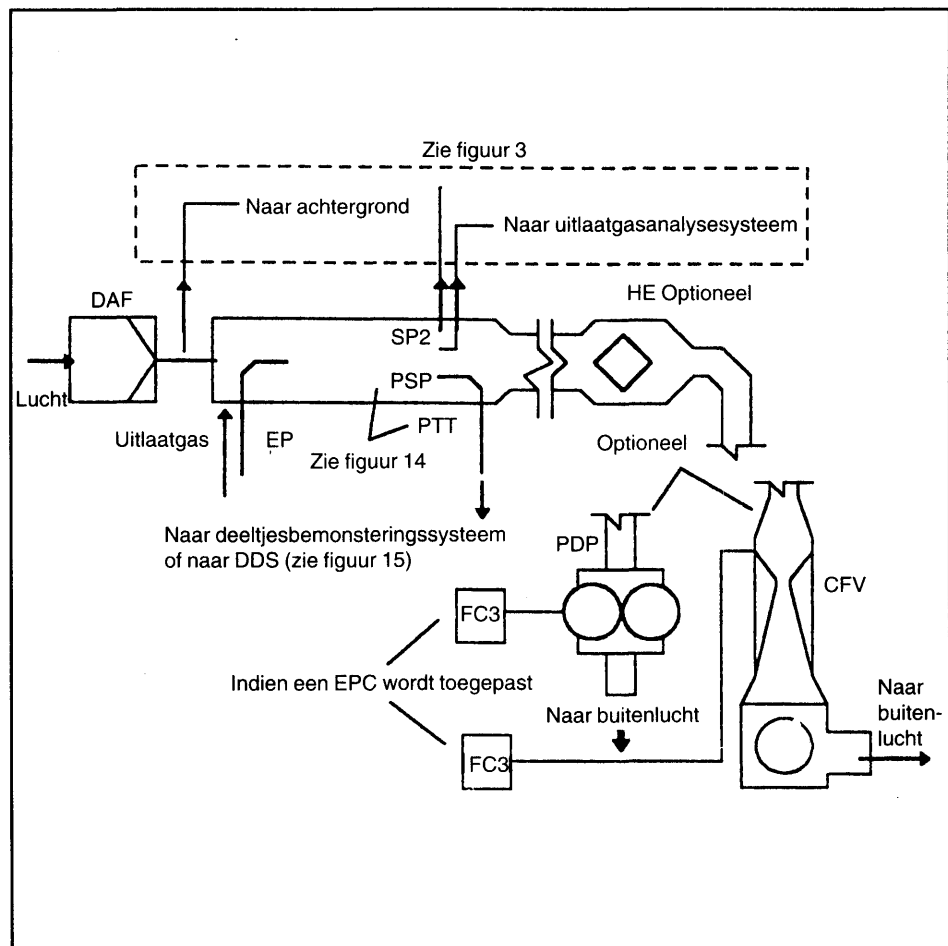 Zie figuur 3
Naar achtergrond
Naar uitlaatgasanalysesysteem
DAF
HE Optioneel
SP2
PSP
Lucht
Uitlaatgas
EP
PTT
Zie figuur 14
Optioneel
Naar deeltjesbemonsteringssysteem
of naar DDS (zie figuur 15)
PDP
CFV
FC3
Indien een EPC wordt toegepast
Naar buitenlucht
Naar
buiten-
lucht
FC3